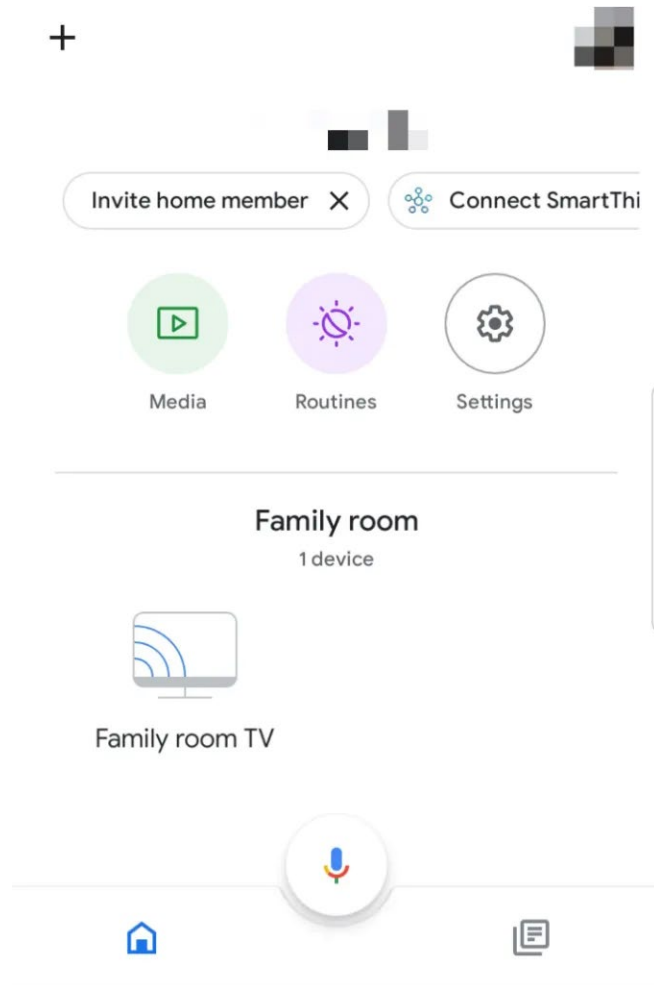 Invite home member
Connect SmartThi
Media
Routines
Settings
Family room
1 device
Family room TV